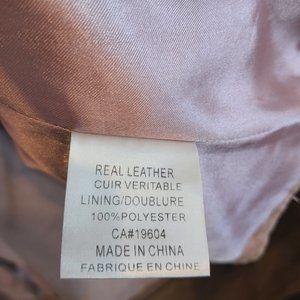 REAL LEATHER
CUIR VERITABLE
LINING/DOUBLURE
100%POLYESTER
CA#19604
MADE IN CHINA
FABRIQUE EN CHINE